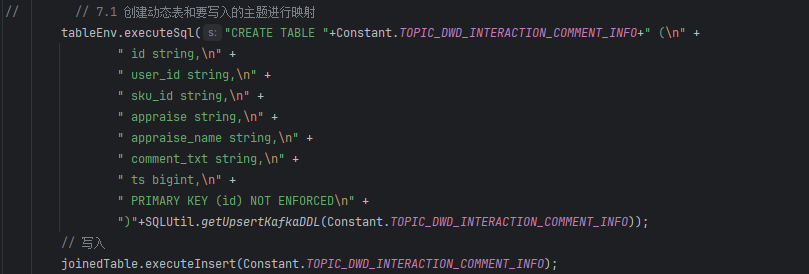 //        // 7.1 创建动态表和要写入的主题进行映射
tableEnv.executeSql( s: "CREATE TABLE "+Constant.TOPIC_DWD_INTERACTION_COMMENT_INFO+" (\n" +
" id string,\n" +
" user_id string,\n" +
" sku_id string,\n" +
" appraise string,\n" +
" appraise_name string,\n" +
" comment_txt string,\n" +
" ts bigint,\n" +
" PRIMARY KEY (id) NOT ENFORCED\n" +
")"+SQLUtil.getUpsertKafkaDDL(Constant.TOPIC_DWD_INTERACTION_COMMENT_INFO));
// 写入
joinedTable.executeInsert(Constant.TOPIC_DWD_INTERACTION_COMMENT_INFO);